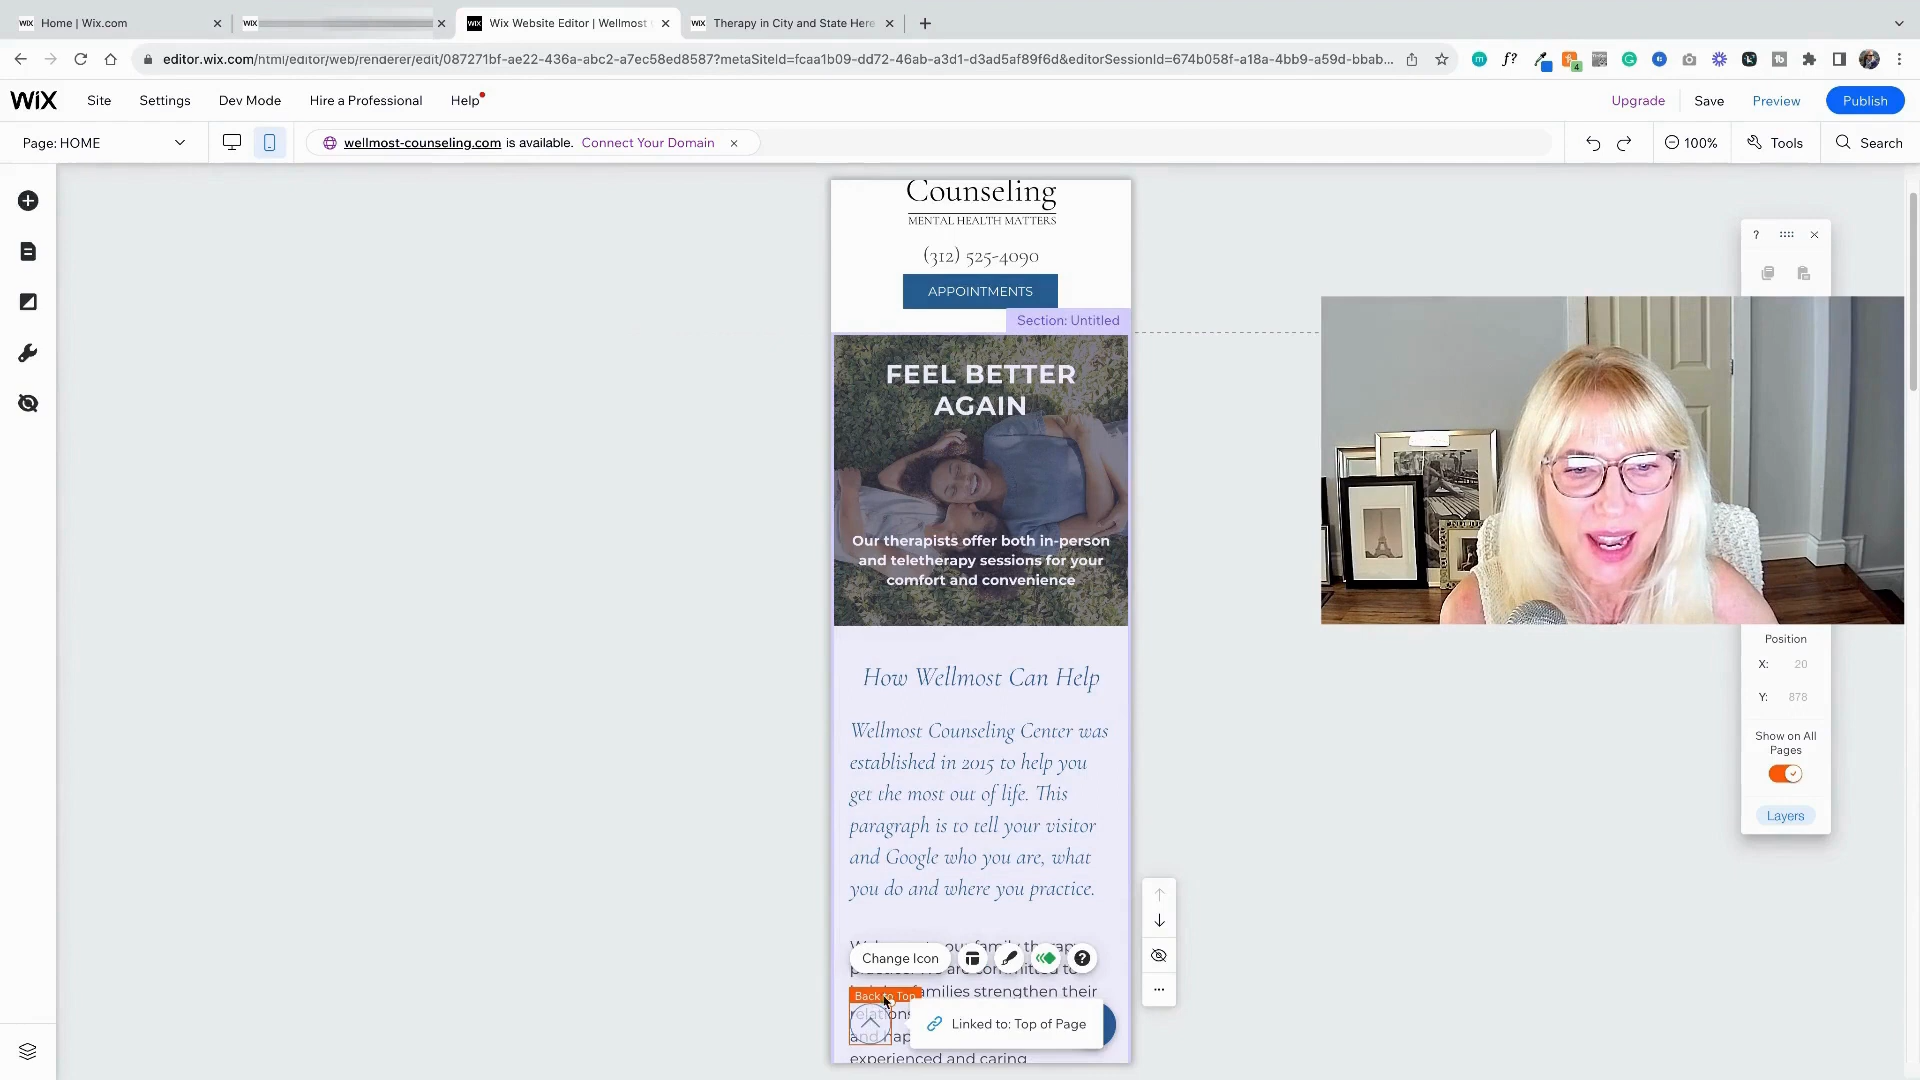 Home | Wix.com
Wix Website Editor | Wellmost
Therapy in City and State Here
editor.wix.com/html/editor/web/renderer/edit/087271bf-ae22-436a-abc2-a7ec58ed8587?metaSiteId=fcaa1b09-dd72-46ab-a3d1-d3ad5af89f6d&editorSessionId=674b058f-a18a-4bb9-a59d-bbab...
WIX Site Settings Dev Mode Hire a Professional Help Upgrade Save Preview Publish
Page: HOME
wellmost-counseling.com is available. Connect Your Domain
100% Tools Search
Counseling
MENTAL HEALTH MATTERS
(312) 525-4090
APPOINTMENTS
Section: Untitled
FEEL BETTER
AGAIN
Our therapists offer both in-person
and teletherapy sessions for your
comfort and convenience
How Wellmost Can Help
Wellmost Counseling Center was
established in 2015 to help you
get the most out of life. This
paragraph is to tell your visitor
and Google who you are, what
you do and where you practice.
our family therapy
Change Icon
are committed to
families strengthen their
Back to Top
Linked to: Top of Page
experienced and caring
?
Position
X: 20
Y: 878
Show on All
Pages
Layers